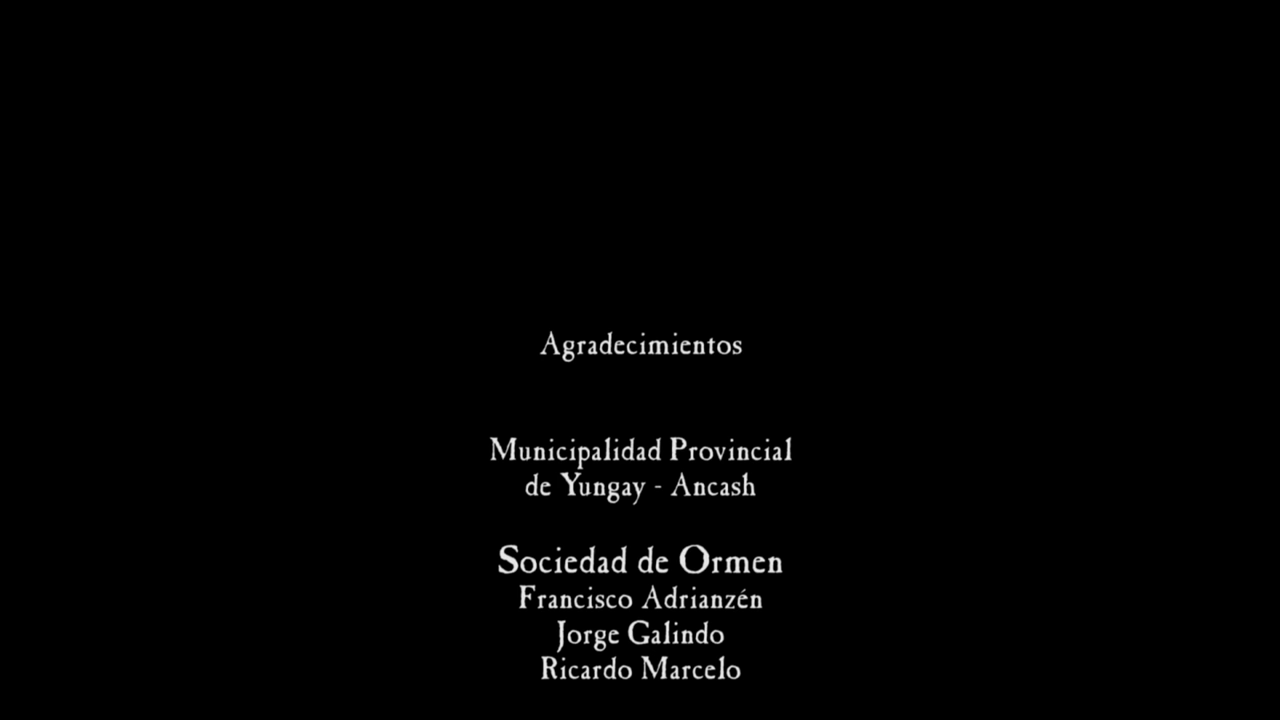 Agradecimientos
Municipalidad Provincial
de Yungay - Ancash
Sociedad de Ormen
Francisco Adrianzén
Jorge Galindo
Ricardo Marcelo